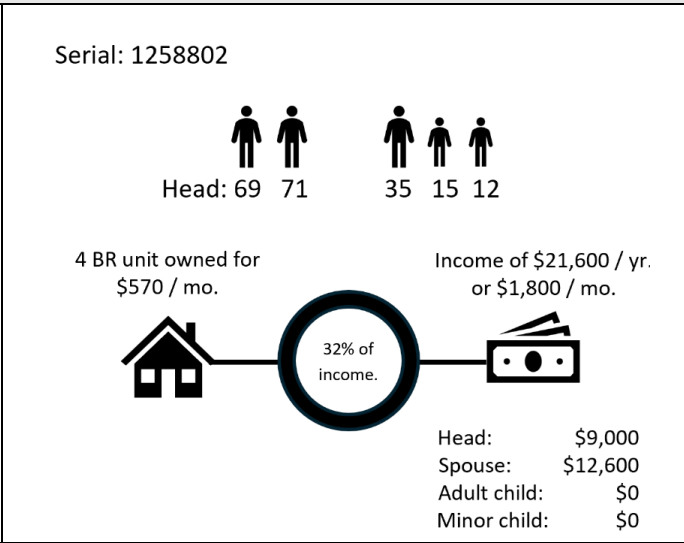 Serial: 1258802
Head: 69 71 35 15 12
4 BR unit owned for
$570 / mo.
Income of $21,600 / yr.
or $1,800 / mo.
32% of
income.
Head: $9,000
Spouse: $12,600
Adult child: $0
Minor child: $0